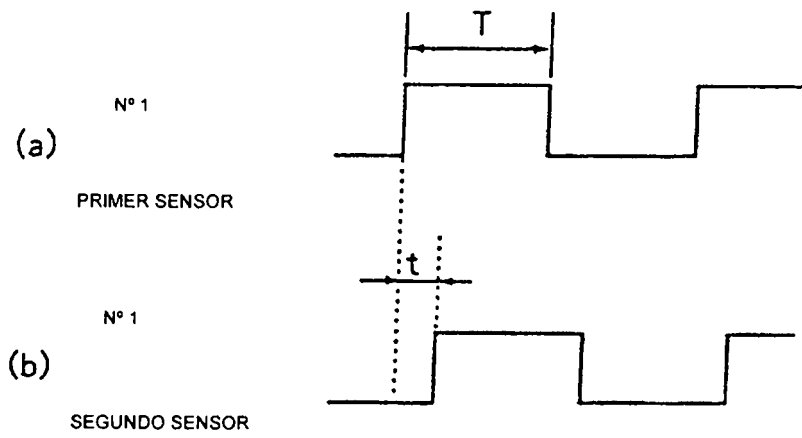 T
Nº 1
(a)
PRIMER SENSOR
t
Nº 1
(b)
SEGUNDO SENSOR